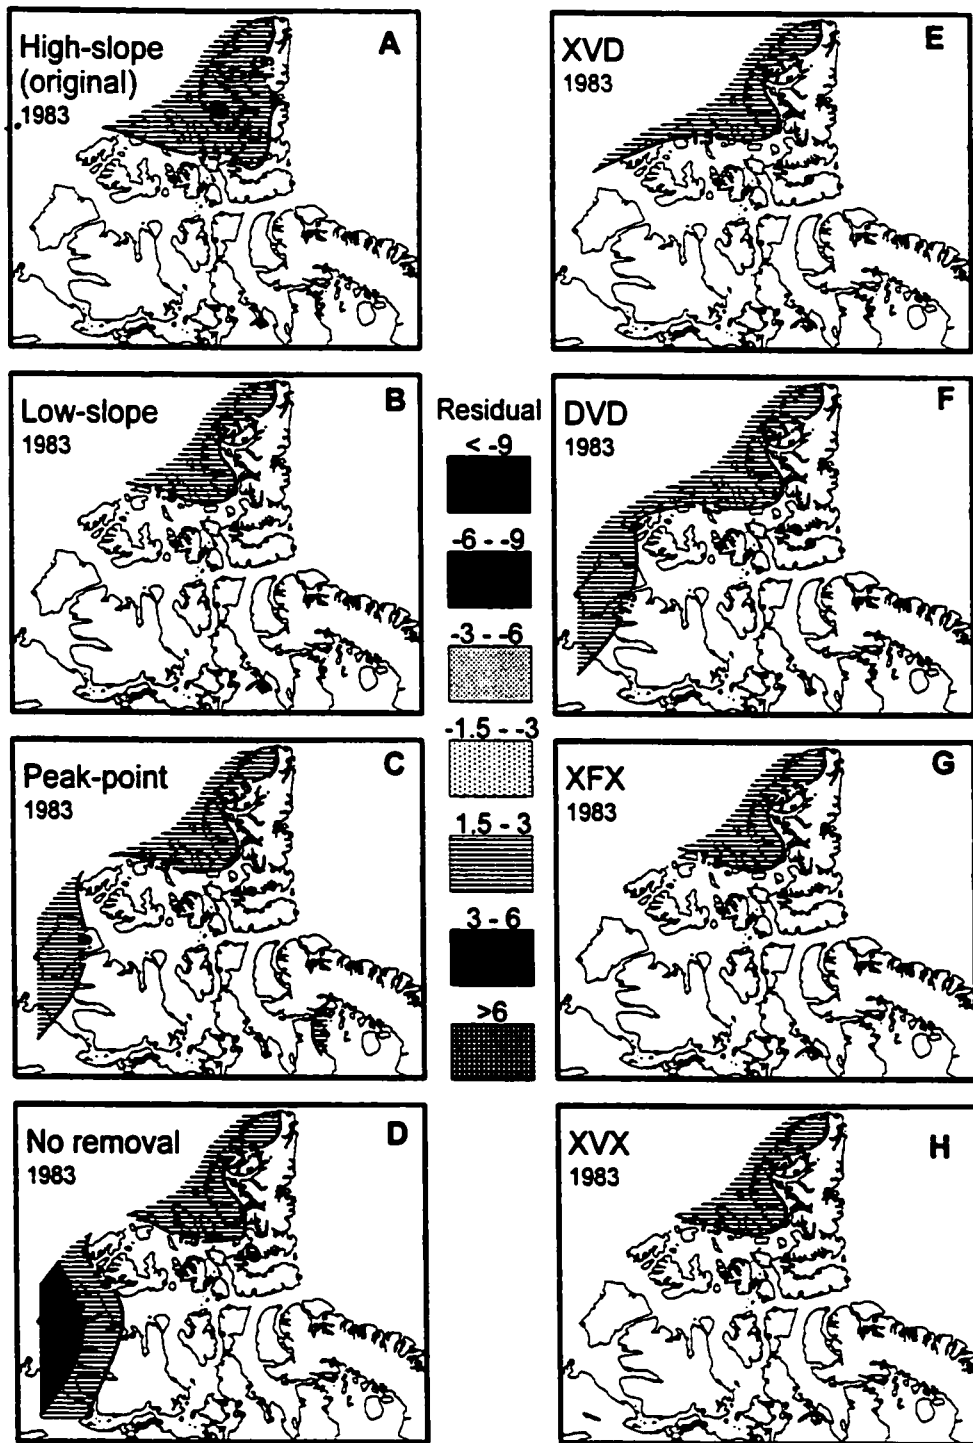 High-slope
(original)
1983
A
Low-slope
1983
B
Peak-point
1983
C
No removal
1983
D
Residual
< -9
-6 - -9
-3 - -6
-1.5 - -3
1.5 - 3
3 - 6
>6
XVD
1983
E
DVD
1983
F
XFX
1983
G
XVX
1983
H